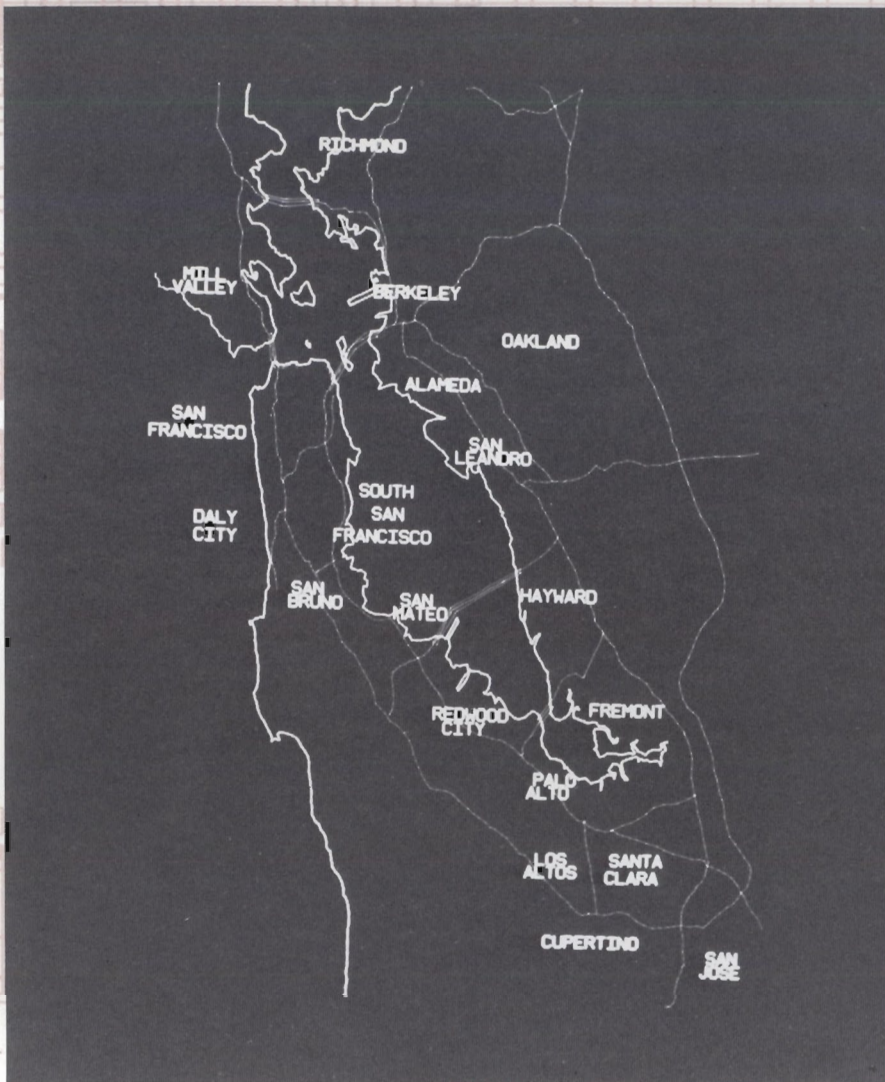 RICHMOND
MILL
VALLEY
BERKELEY
OAKLAND
ALAMEDA
SAN
FRANCISCO
SAN
LEANDRO
SOUTH
SAN
FRANCISCO
DALY
CITY
SAN
BRUNO
SAN
MATEO
HAYWARD
REDWOOD
CITY
FREMONT
PALO
ALTO
LOS
ALTOS
SANTA
CLARA
CUPERTINO
SAN
JOSE